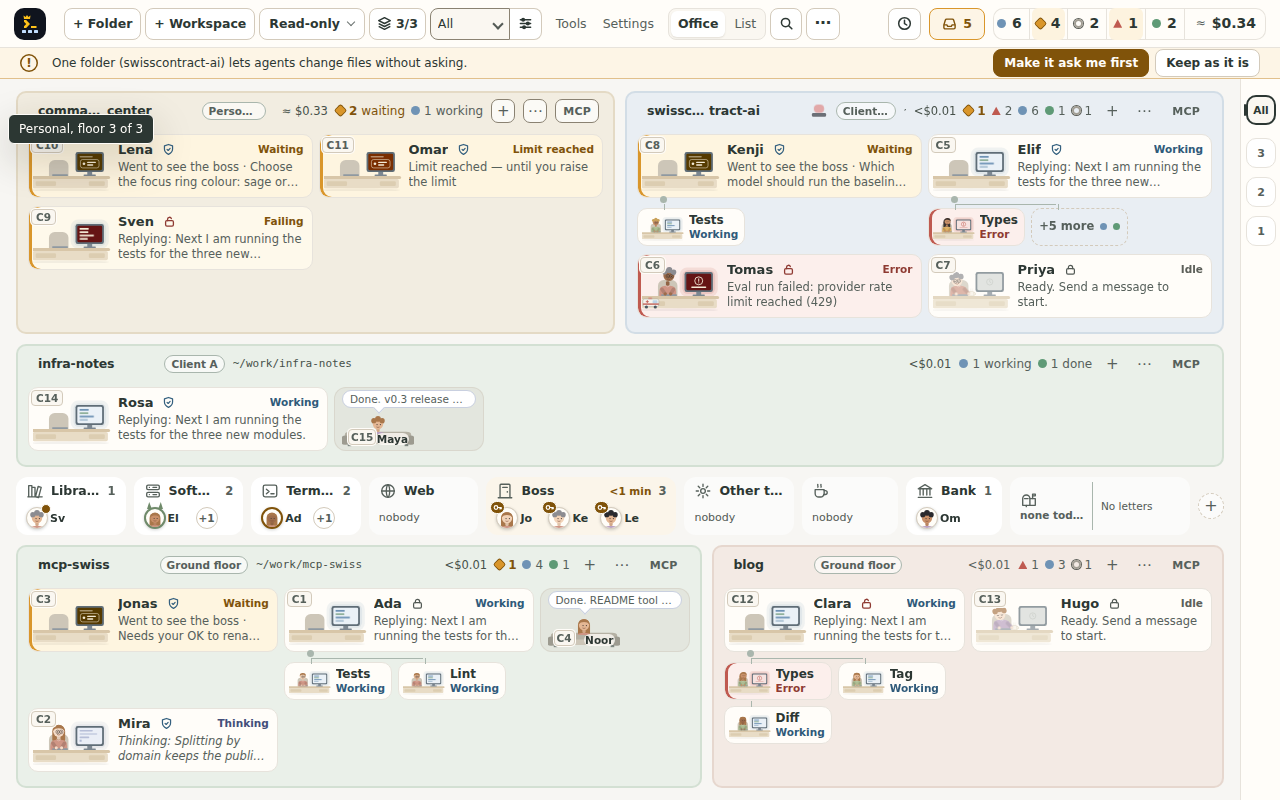 + Folder
+ Workspace
Read-only
3/3
All
Tools
Settings
Office
List
5
6
4
2
1
2
≈ $0.34
One folder (swisscontract-ai) lets agents change files without asking.
Make it ask me first
Keep as it is
comma... center
Perso...
≈ $0.33
2 waiting
1 working
MCP
Personal, floor 3 of 3
C10
Lena
Waiting
Went to see the boss · Choose
the focus ring colour: sage or...
C11
Omar
Limit reached
Limit reached — until you raise
the limit
C9
Sven
Failing
Replying: Next I am running the
tests for the three new...
swissc... tract-ai
Client...
· <$0.01
1
2
6
1
1
MCP
C8
Kenji
Waiting
Went to see the boss · Which
model should run the baselin...
C5
Elif
Working
Replying: Next I am running the
tests for the three new...
Tests
Working
Types
Error
+5 more
C6
Tomas
Error
Eval run failed: provider rate
limit reached (429)
C7
Priya
Idle
Ready. Send a message to
start.
All
3
2
1
infra-notes
Client A
~/work/infra-notes
<$0.01
1 working
1 done
MCP
C14
Rosa
Working
Replying: Next I am running the
tests for the three new modules.
Done. v0.3 release ...
C15
Maya
Libra...
1
Sv
Soft...
2
El
+1
Term...
2
Ad
+1
Web
nobody
Boss
<1 min
3
Jo
Ke
Le
Other t...
nobody
nobody
Bank
1
Om
none tod...
No letters
+
mcp-swiss
Ground floor
~/work/mcp-swiss
<$0.01
1
4
1
MCP
C3
Jonas
Waiting
Went to see the boss ·
Needs your OK to rena...
C1
Ada
Working
Replying: Next I am
running the tests for th...
Done. README tool ...
C4
Noor
Tests
Working
Lint
Working
C2
Mira
Thinking
Thinking: Splitting by
domain keeps the publi...
blog
Ground floor
<$0.01
1
3
1
MCP
C12
Clara
Working
Replying: Next I am
running the tests for t...
C13
Hugo
Idle
Ready. Send a message
to start.
Types
Error
Tag
Working
Diff
Working